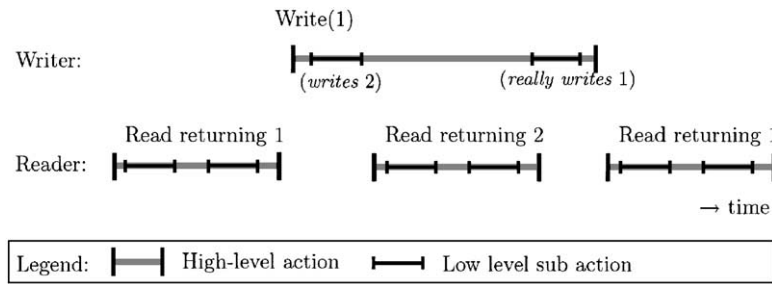 Write(1)
Writer:
(writes 2) (really writes 1)
Read returning 1 Read returning 2 Read returning 1
Reader:
→ time
Legend: High-level action Low level sub action